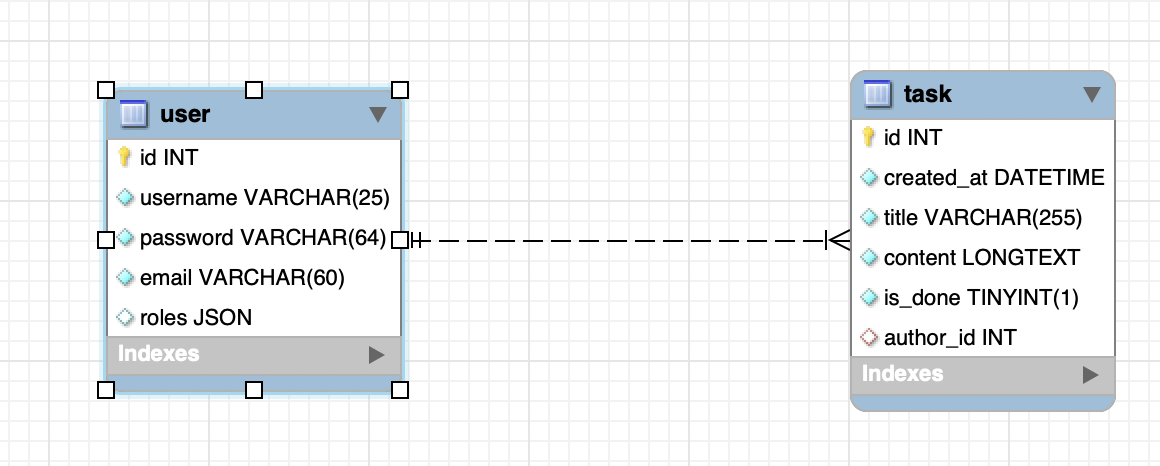 user
id INT
username VARCHAR(25)
password VARCHAR(64)
email VARCHAR(60)
roles JSON
Indexes
task
id INT
created_at DATETIME
title VARCHAR(255)
content LONGTEXT
is_done TINYINT(1)
author_id INT
Indexes